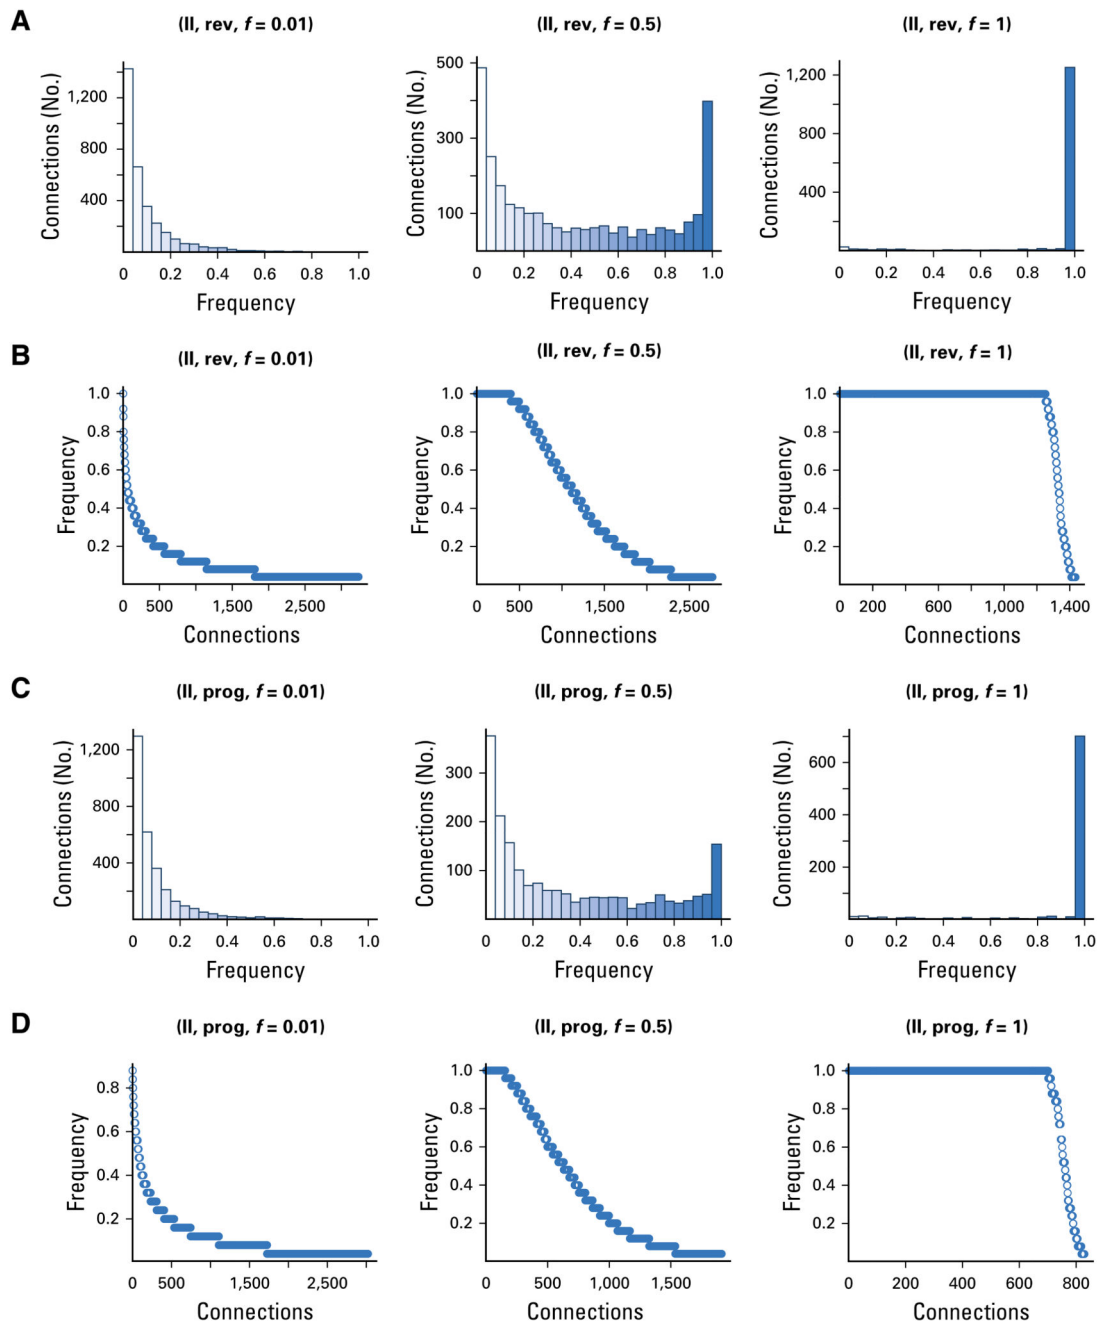 A
(II, rev, f = 0.01)
(II, rev, f = 0.5)
(II, rev, f = 1)
Connections (No.)
1,200
800
400
0 0.2 0.4 0.6 0.8 1.0
Frequency
Connections (No.)
500
300
100
0 0.2 0.4 0.6 0.8 1.0
Frequency
Connections (No.)
1,200
800
400
0 0.2 0.4 0.6 0.8 1.0
Frequency
B
(II, rev, f = 0.01)
(II, rev, f = 0.5)
(II, rev, f = 1)
Frequency
1.0
0.8
0.6
0.4
0.2
0 500 1,500 2,500
Connections
Frequency
1.0
0.8
0.6
0.4
0.2
0 500 1,500 2,500
Connections
Frequency
1.0
0.8
0.6
0.4
0.2
0 200 600 1,000 1,400
Connections
C
(II, prog, f = 0.01)
(II, prog, f = 0.5)
(II, prog, f = 1)
Connections (No.)
1,200
800
400
0 0.2 0.4 0.6 0.8 1.0
Frequency
Connections (No.)
300
200
100
0 0.2 0.4 0.6 0.8 1.0
Frequency
Connections (No.)
600
400
200
0 0.2 0.4 0.6 0.8 1.0
Frequency
D
(II, prog, f = 0.01)
(II, prog, f = 0.5)
(II, prog, f = 1)
Frequency
0.8
0.6
0.4
0.2
0 500 1,500 2,500
Connections
Frequency
1.0
0.8
0.6
0.4
0.2
0 500 1,000 1,500
Connections
Frequency
1.0
0.8
0.6
0.4
0.2
0 200 400 600 800
Connections